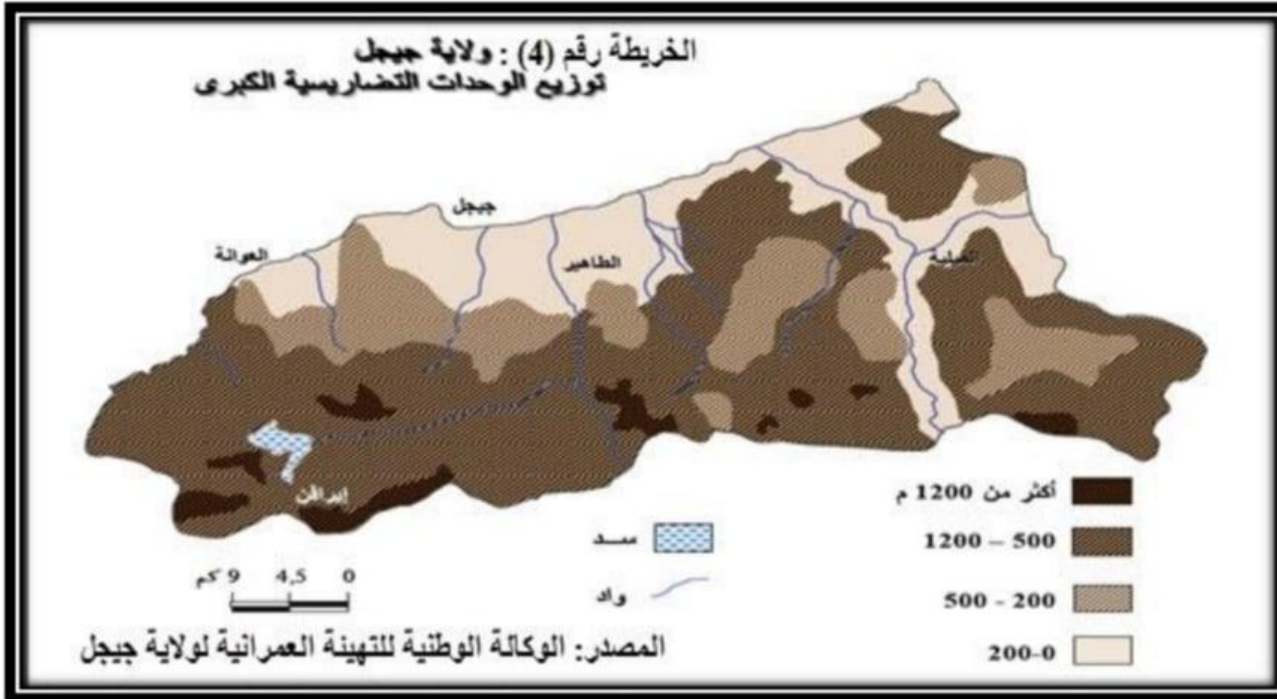 الخريطة رقم (4) : ولاية جيجل
توزيع الوحدات التضاريسية الكبرى
جيجل
العوانة
الطاهير
الميلية
إيراقن
أكثر من 1200 م
1200 – 500
500 - 200
200-0
سـد
واد
9 4,5 0 كم
المصدر: الوكالة الوطنية للتهيئة العمرانية لولاية جيجل